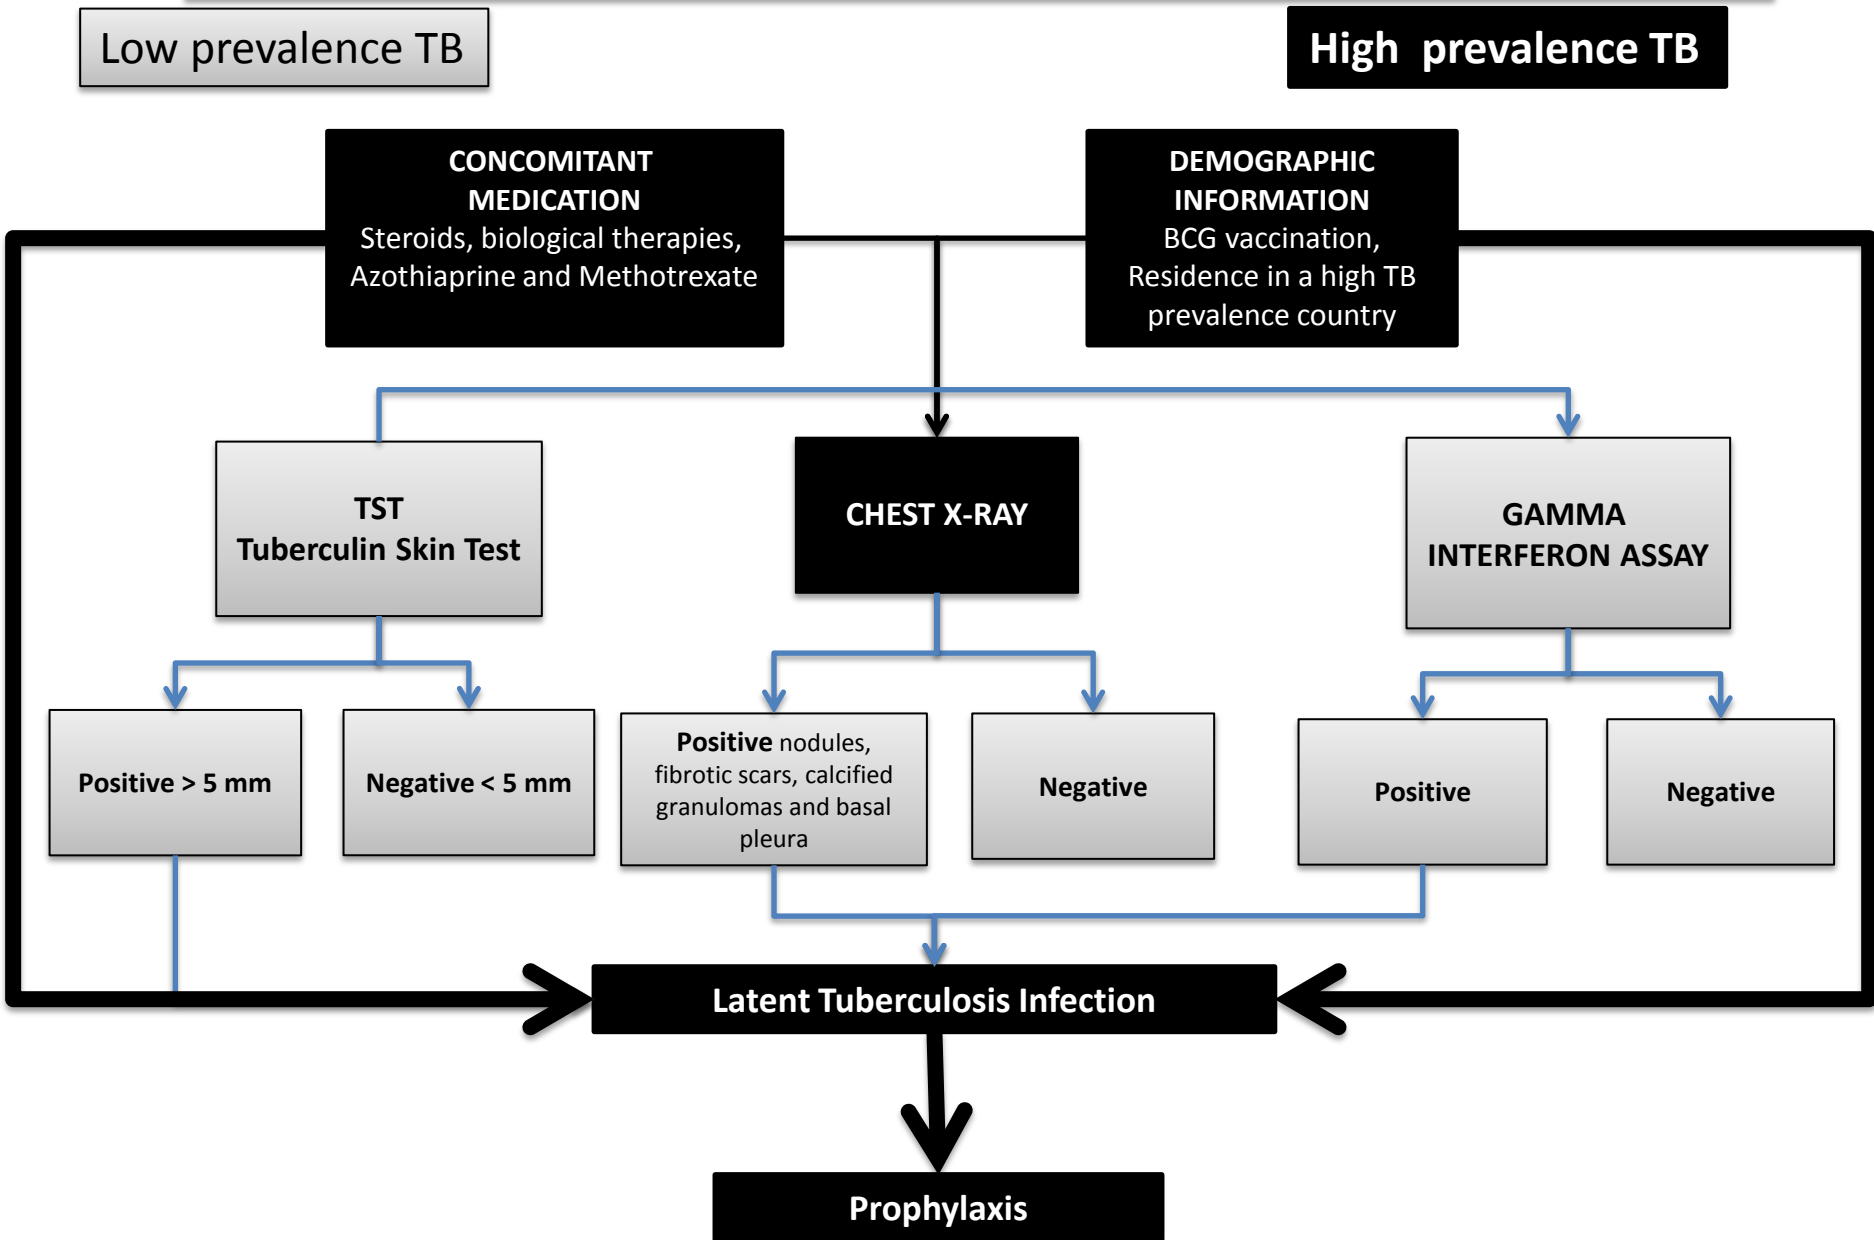 Low prevalence TB
High prevalence TB
CONCOMITANT
MEDICATION
Steroids, biological therapies,
Azothiaprine and Methotrexate
DEMOGRAPHIC
INFORMATION
BCG vaccination,
Residence in a high TB
prevalence country
TST
Tuberculin Skin Test
CHEST X-RAY
GAMMA
INTERFERON ASSAY
Positive > 5 mm
Negative < 5 mm
Positive nodules,
fibrotic scars, calcified
granulomas and basal
pleura
Negative
Positive
Negative
Latent Tuberculosis Infection
Prophylaxis